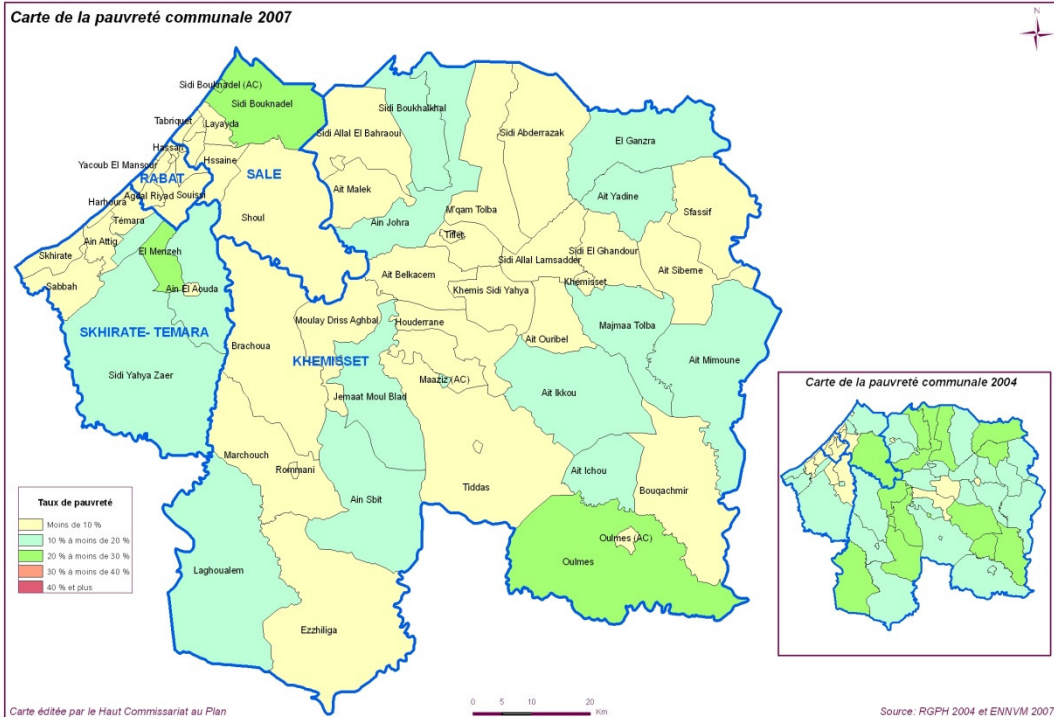 Carte de la pauvreté communale 2007
N
Sidi Bouknadel (AC)
Sidi Bouknadel
Tabriquet
Layayda
Sidi Boukhalkhal
Sidi Allal El Bahraoui
Sidi Abderrazak
El Ganzra
Hassan
Hssaine
Yacoub El Mansour
RABAT
SALE
Ait Malek
Ait Yadine
Agdal Riyad
Souissi
Harhoura
Sfassif
M'qam Tolba
Shoul
Témara
Ain Johra
Tiflet
Ain Attig
Sidi El Ghandour
El Menzeh
Skhirate
Sidi Allal Lamsadder
Ait Belkacem
Ait Siberne
Sabbah
Ain El Aouda
Khemis Sidi Yahya
Khémisset
Moulay Driss Aghbal
Houderrane
Majmaa Tolba
SKHIRATE- TEMARA
Brachoua
Ait Ouribel
KHEMISSET
Ait Mimoune
Sidi Yahya Zaer
Maaziz (AC)
Jemaat Moul Blad
Ait Ikkou
Marchouch
Rommani
Ait Ichou
Tiddas
Bouqachmir
Ain Sbit
Oulmes (AC)
Oulmes
Laghoualem
Ezzhiliga
Carte de la pauvreté communale 2004
Taux de pauvreté
Moins de 10 %
10 % à moins de 20 %
20 % à moins de 30 %
30 % à moins de 40 %
40 % et plus
0 5 10 20
Km
Carte éditée par le Haut Commissariat au Plan
Source: RGPH 2004 et ENNVM 2007